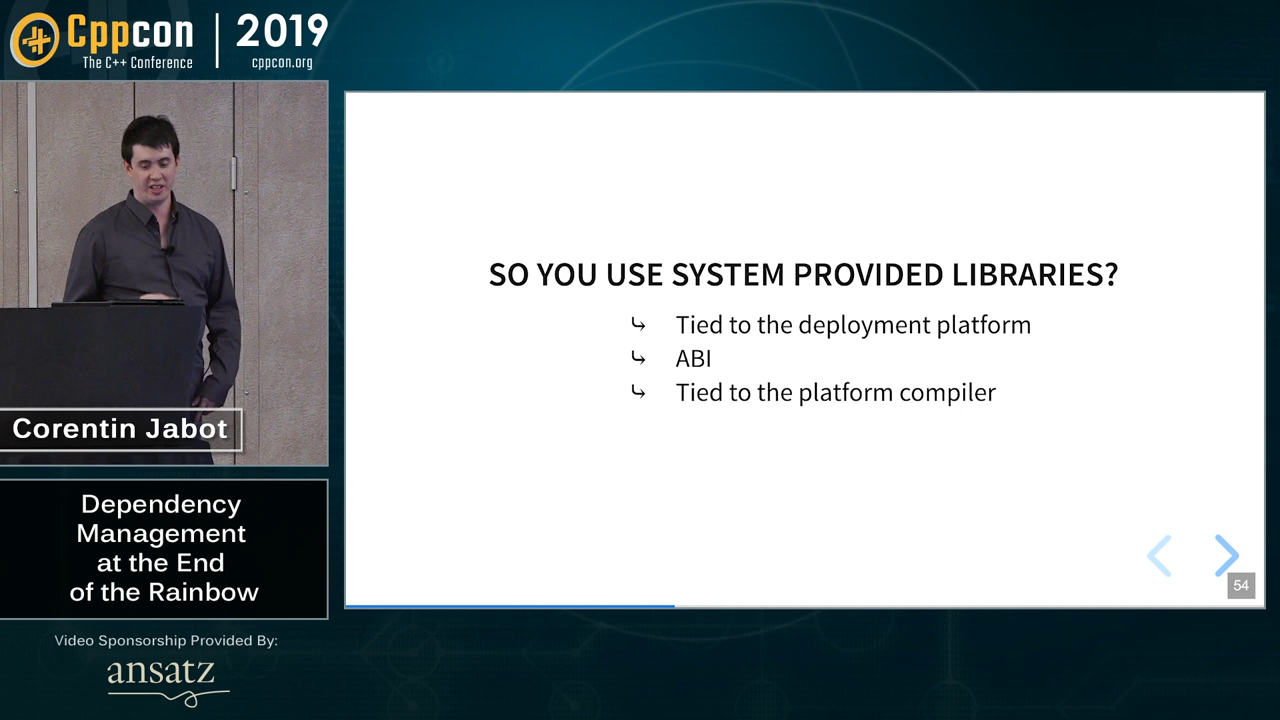 Cppcon
The C++ Conference
2019
cppcon.org
SO YOU USE SYSTEM PROVIDED LIBRARIES?
Tied to the deployment platform
ABI
Tied to the platform compiler
54
Corentin Jabot
Dependency
Management
at the End
of the Rainbow
Video Sponsorship Provided By:
ansatz